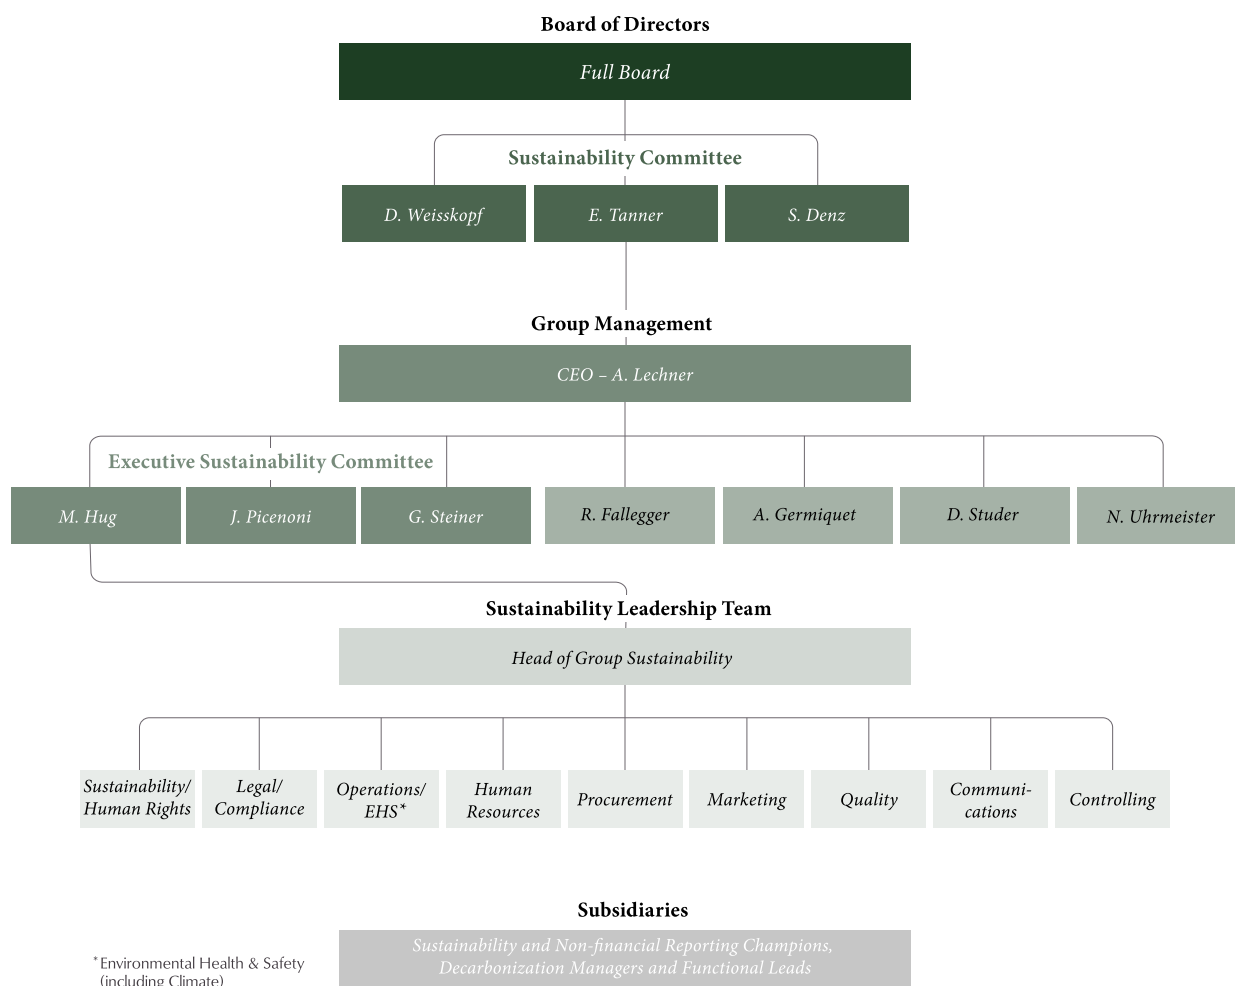 Board of Directors
Full Board
Sustainability Committee
D. Weisskopf
E. Tanner
S. Denz
Group Management
CEO – A. Lechner
Executive Sustainability Committee
M. Hug
J. Picenoni
G. Steiner
R. Fallegger
A. Germiquet
D. Studer
N. Uhrmeister
Sustainability Leadership Team
Head of Group Sustainability
Sustainability/
Human Rights
Legal/
Compliance
Operations/
EHS*
Human
Resources
Procurement
Marketing
Quality
Communi-
cations
Controlling
Subsidiaries
Sustainability and Non-financial Reporting Champions,
Decarbonization Managers and Functional Leads
*Environmental Health & Safety
(including Climate)